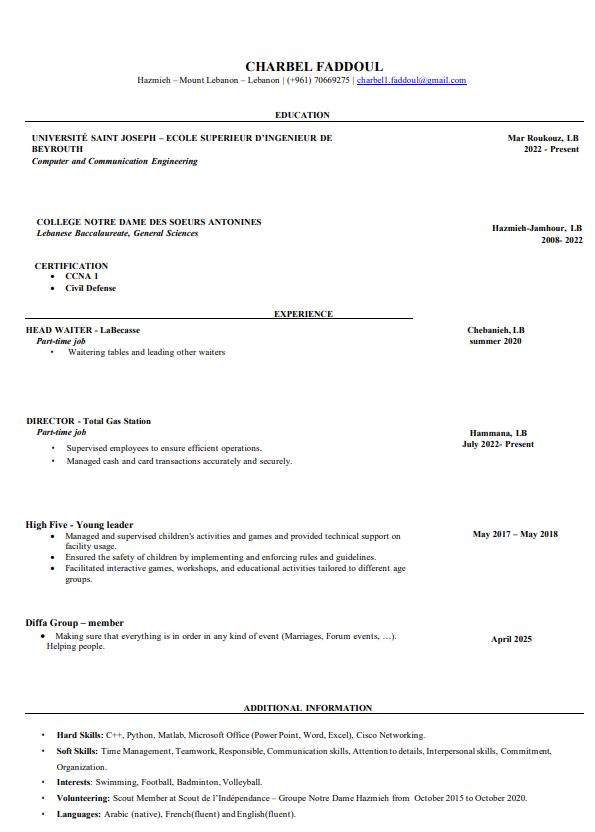 CHARBEL FADDOUL
Hazmieh – Mount Lebanon – Lebanon | (+961) 70669275 | charbel1.faddoul@gmail.com
EDUCATION
UNIVERSITÉ SAINT JOSEPH – ECOLE SUPERIEUR D'INGENIEUR DE Mar Roukouz, LB
BEYROUTH 2022 - Present
Computer and Communication Engineering
COLLEGE NOTRE DAME DES SOEURS ANTONINES Hazmieh-Jamhour, LB
Lebanese Baccalaureate, General Sciences 2008- 2022
CERTIFICATION
• CCNA 1
• Civil Defense
EXPERIENCE
HEAD WAITER - LaBecasse Chebanieh, LB
Part-time job summer 2020
• Waitering tables and leading other waiters
DIRECTOR - Total Gas Station Hammana, LB
Part-time job July 2022- Present
• Supervised employees to ensure efficient operations.
• Managed cash and card transactions accurately and securely.
High Five - Young leader May 2017 – May 2018
• Managed and supervised children's activities and games and provided technical support on
facility usage.
• Ensured the safety of children by implementing and enforcing rules and guidelines.
• Facilitated interactive games, workshops, and educational activities tailored to different age
groups.
Diffa Group – member
• Making sure that everything is in order in any kind of event (Marriages, Forum events, …). April 2025
Helping people.
ADDITIONAL INFORMATION
• Hard Skills: C++, Python, Matlab, Microsoft Office (Power Point, Word, Excel), Cisco Networking.
• Soft Skills: Time Management, Teamwork, Responsible, Communication skills, Attention to details, Interpersonal skills, Commitment,
Organization.
• Interests: Swimming, Football, Badminton, Volleyball.
• Volunteering: Scout Member at Scout de l'Indépendance – Groupe Notre Dame Hazmieh from October 2015 to October 2020.
• Languages: Arabic (native), French(fluent) and English(fluent).